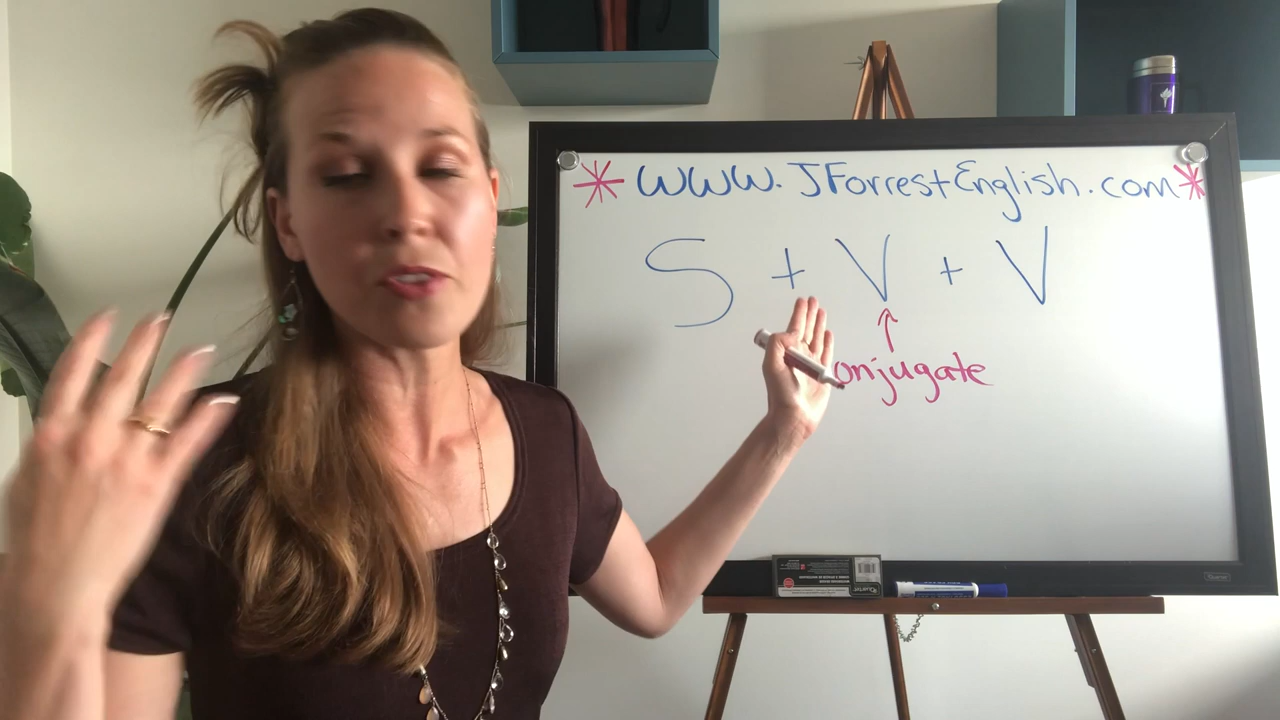 * www.JForrestEnglish.com *
S + V + V
↑
onjugate